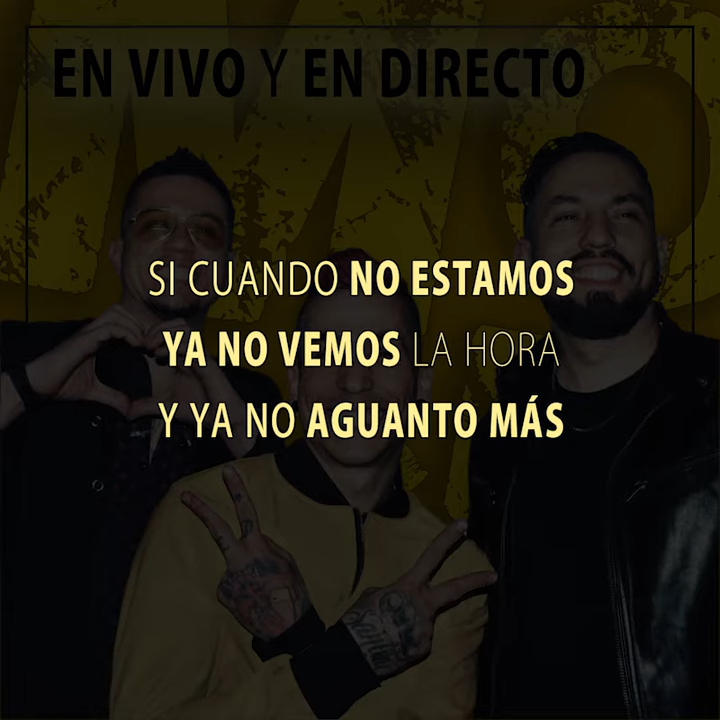 EN VIVO Y EN DIRECTO
SI CUANDO NO ESTAMOS
YA NO VEMOS LA HORA
Y YA NO AGUANTO MÁS